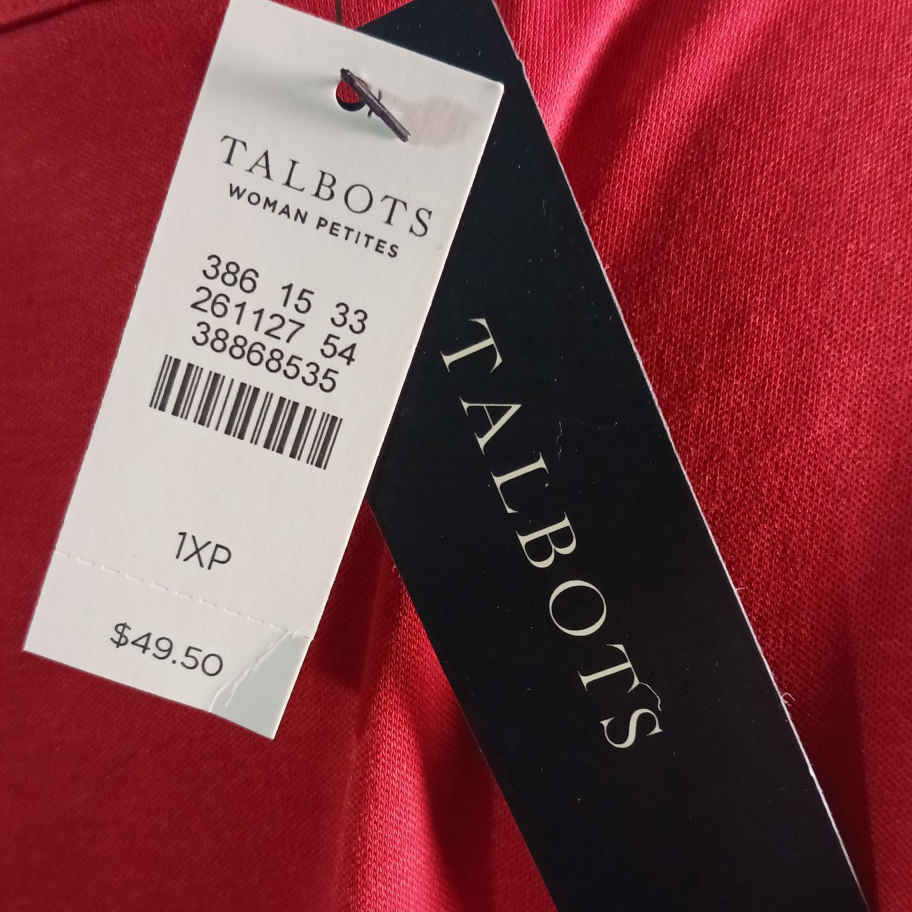 TALBOTS
WOMAN PETITES
386 15 33
261127 54
38868535
1XP
$49.50
TALBOTS